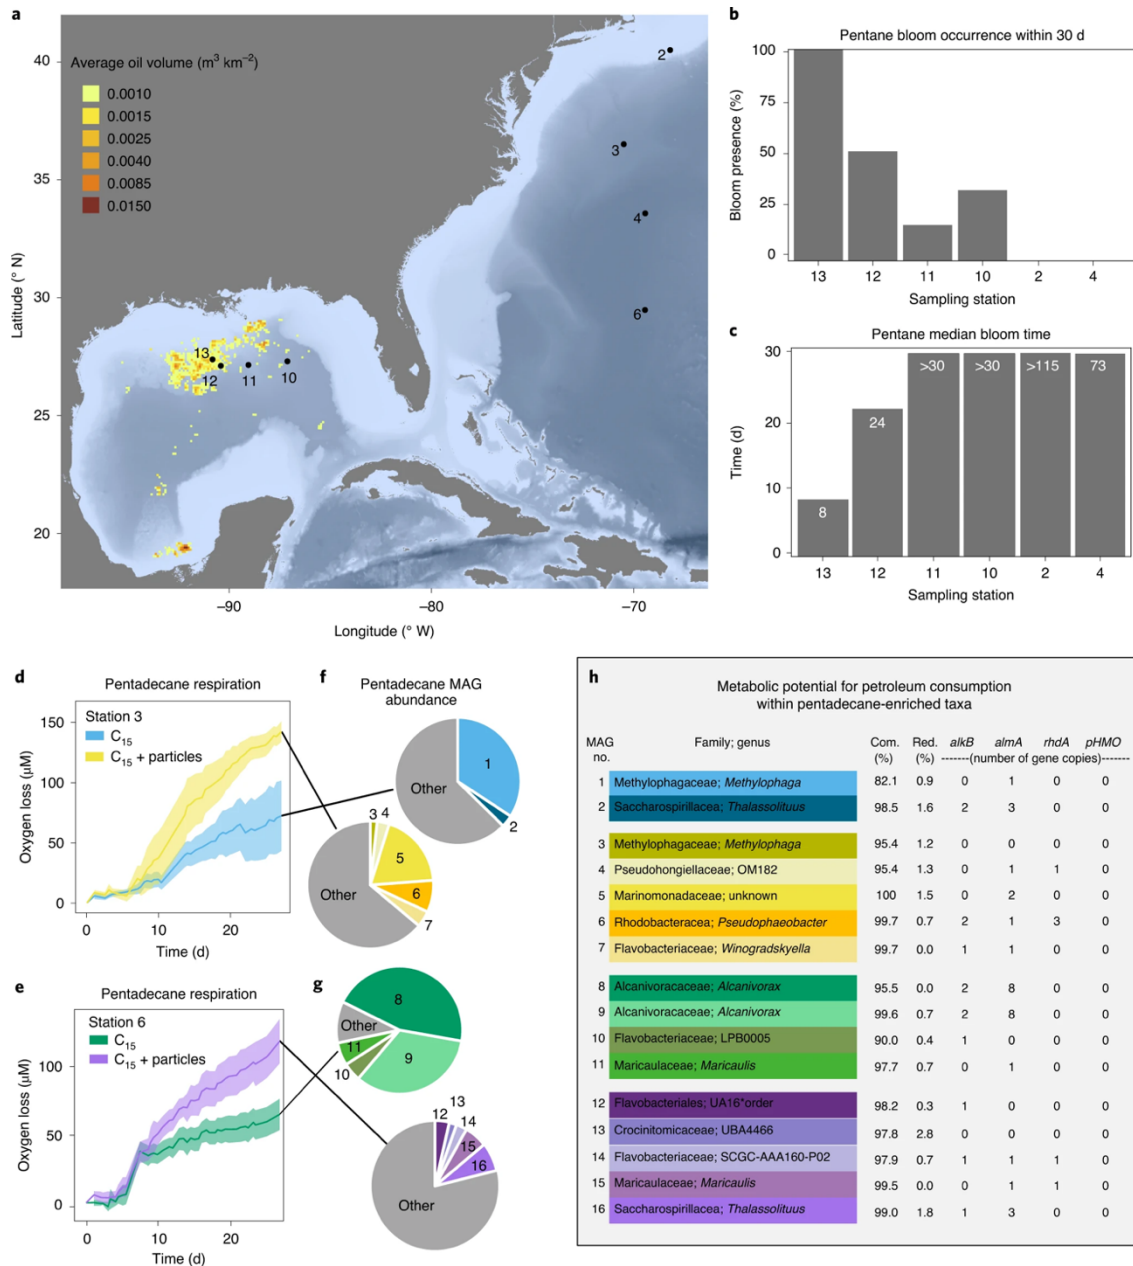 a
Average oil volume (m³ km⁻²)
0.0010
0.0015
0.0025
0.0040
0.0085
0.0150
40
35
30
25
20
Latitude (° N)
−90
−80
−70
Longitude (° W)
2
3
4
6
13
12
11
10
b
Pentane bloom occurrence within 30 d
Bloom presence (%)
100
75
50
25
0
13 12 11 10 2 4
Sampling station
c
Pentane median bloom time
Time (d)
30
20
10
0
8
24
>30
>30
>115
73
13 12 11 10 2 4
Sampling station
d
Pentadecane respiration
Station 3
C₁₅
C₁₅ + particles
Oxygen loss (μM)
150
100
50
0
0 10 20
Time (d)
f
Pentadecane MAG
abundance
1
Other
2
3 4
5
Other
6
7
e
Pentadecane respiration
Station 6
C₁₅
C₁₅ + particles
Oxygen loss (μM)
100
50
0
0 10 20
Time (d)
g
8
Other
11
9
10
13
12
14
15
16
Other
h
Metabolic potential for petroleum consumption
within pentadecane-enriched taxa
MAG Family; genus Com. Red. alkB almA rhdA pHMO
no. (%) (%) -------(number of gene copies)-------
1 Methylophagaceae; Methylophaga 82.1 0.9 0 1 0 0
2 Saccharospirillacea; Thalassolituus 98.5 1.6 2 3 0 0
3 Methylophagaceae; Methylophaga 95.4 1.2 0 0 0 0
4 Pseudohongiellaceae; OM182 95.4 1.3 0 1 1 0
5 Marinomonadaceae; unknown 100 1.5 0 2 0 0
6 Rhodobacteracea; Pseudophaeobacter 99.7 0.7 2 1 3 0
7 Flavobacteriaceae; Winogradskyella 99.7 0.0 1 1 0 0
8 Alcanivoracaceae; Alcanivorax 95.5 0.0 2 8 0 0
9 Alcanivoracaceae; Alcanivorax 99.6 0.7 2 8 0 0
10 Flavobacteriaceae; LPB0005 90.0 0.4 1 0 0 0
11 Maricaulaceae; Maricaulis 97.7 0.7 0 1 0 0
12 Flavobacteriales; UA16*order 98.2 0.3 1 0 0 0
13 Crocinitomicaceae; UBA4466 97.8 2.8 0 0 0 0
14 Flavobacteriaceae; SCGC-AAA160-P02 97.9 0.7 1 1 1 0
15 Maricaulaceae; Maricaulis 99.5 0.0 0 1 1 0
16 Saccharospirillacea; Thalassolituus 99.0 1.8 1 3 0 0